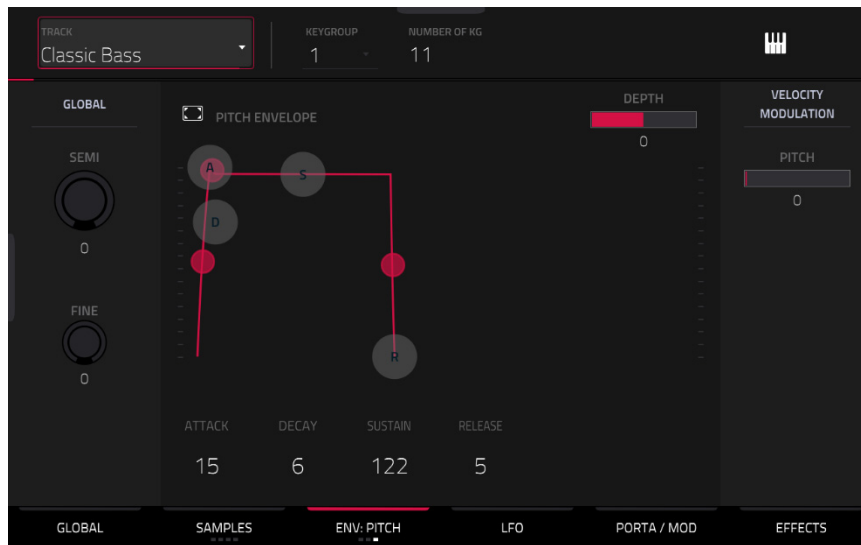 TRACK
Classic Bass
KEYGROUP
1
NUMBER OF KG
11
GLOBAL
SEMI
0
FINE
0
PITCH ENVELOPE
DEPTH
0
A
S
D
R
ATTACK
15
DECAY
6
SUSTAIN
122
RELEASE
5
VELOCITY
MODULATION
PITCH
0
GLOBAL
SAMPLES
ENV: PITCH
LFO
PORTA / MOD
EFFECTS